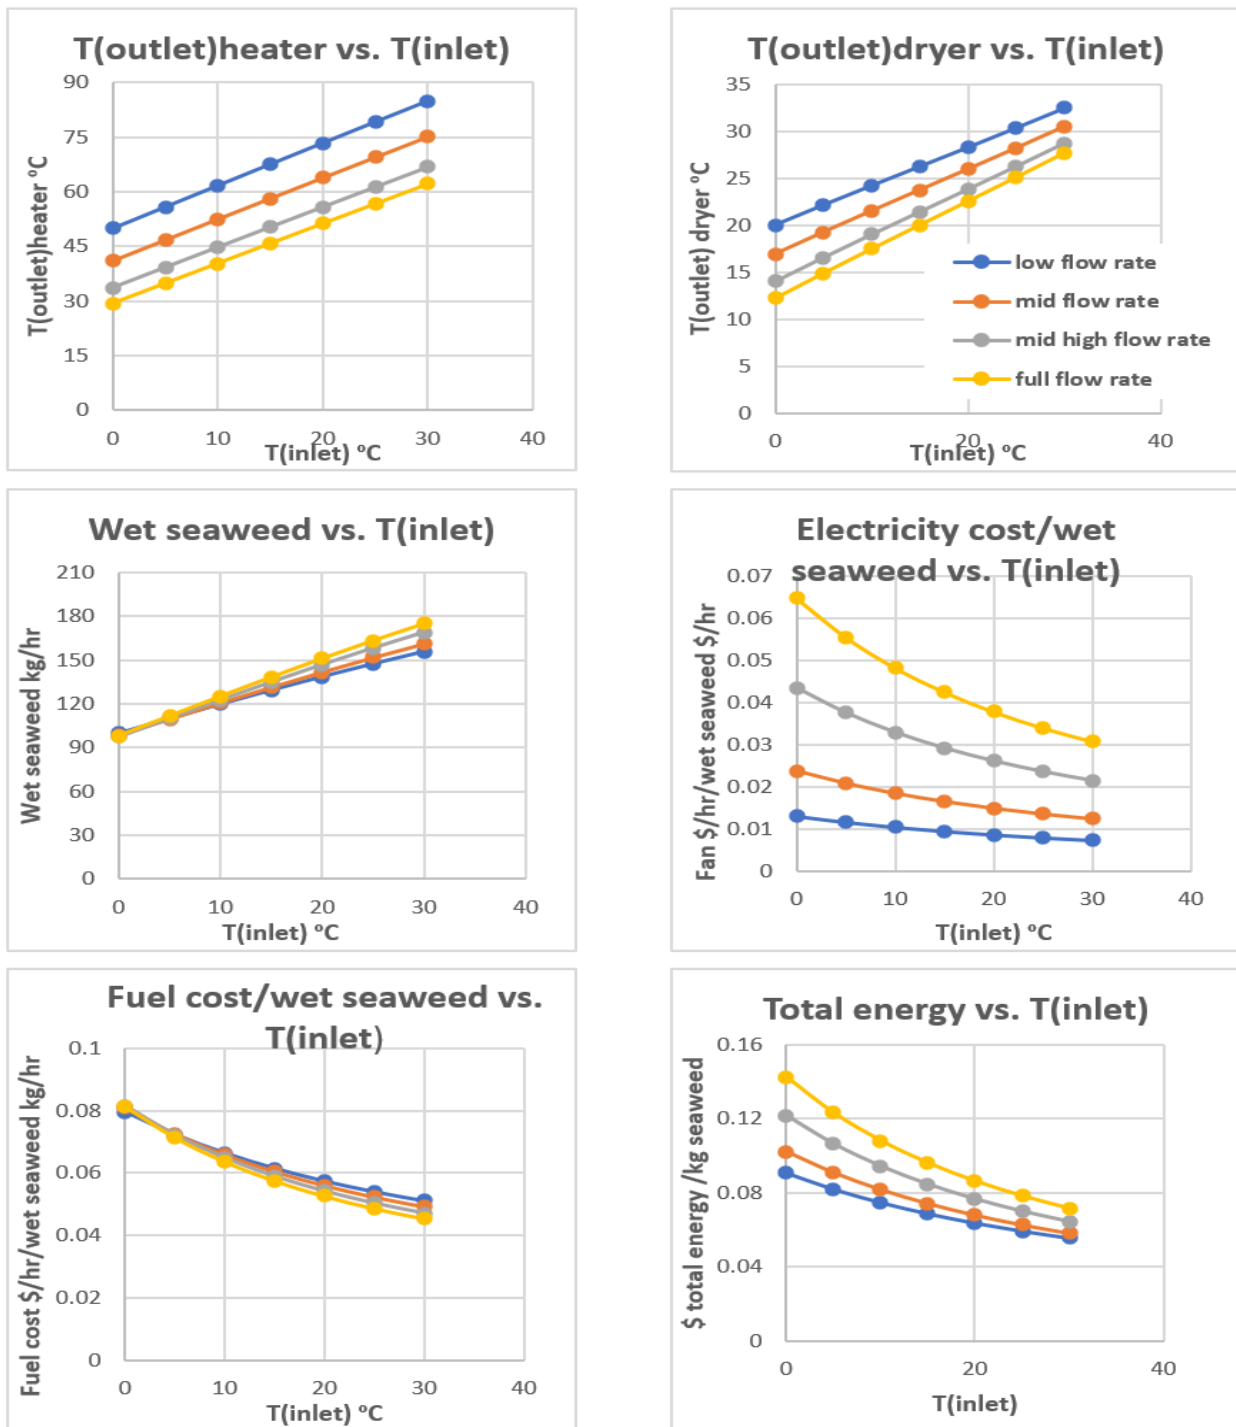 T(outlet)heater vs. T(inlet)
90
75
60
45
30
15
0
T(outlet)heater ºC
0 10 20 30 40
T(inlet) ºC
T(outlet)dryer vs. T(inlet)
35
30
25
20
15
10
5
0
T(outlet) dryer ºC
low flow rate
mid flow rate
mid high flow rate
full flow rate
0 20 40
T(inlet) ºC
Wet seaweed vs. T(inlet)
210
180
150
120
90
60
30
0
Wet seaweed kg/hr
0 10 20 30 40
T(inlet) ºC
Electricity cost/wet
seaweed vs. T(inlet)
0.07
0.06
0.05
0.04
0.03
0.02
0.01
0
Fan $/hr/wet seaweed $/hr
0 10 20 30 40
T(inlet) ºC
Fuel cost/wet seaweed vs.
T(inlet)
0.1
0.08
0.06
0.04
0.02
0
Fuel cost $/hr/wet seaweed kg/hr
0 10 20 30 40
T(inlet) ºC
Total energy vs. T(inlet)
0.16
0.12
0.08
0.04
0
$ total energy /kg seaweed
0 20 40
T(inlet)